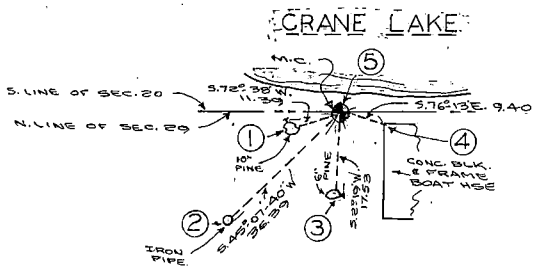 CRANE LAKE
M.C.
5
S. LINE OF SEC. 20
N. LINE OF SEC. 29
S.72°-38' W.
11.39
S.76°13'E. 9.40
1
10" PINE
4
CONC. BLK.
& FRAME
BOAT HSE
6" PINE
S.2°19'W.
17.53
2
3
S.45°-07'-40" W
36.39
IRON
PIPE